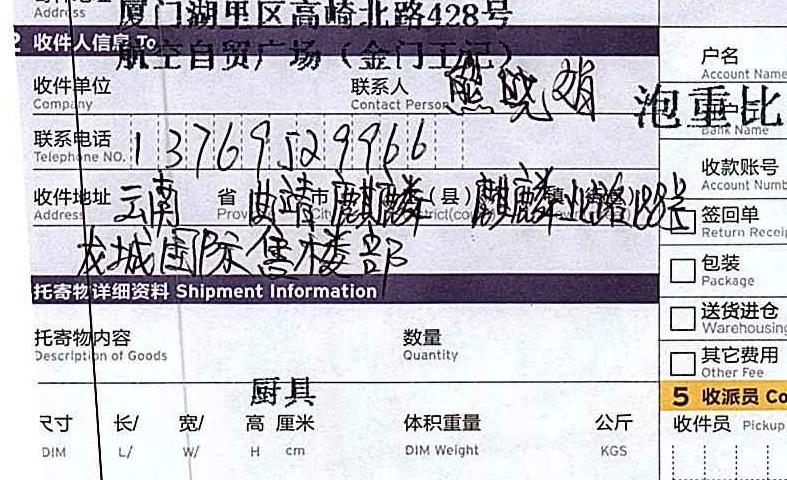 Address
厦门湖里区高崎北路428号
2 收件人信息 To
航空自贸广场（金门王记）
收件单位 联系人 熊晓娟
Company Contact Person
户名
Account Name
泡重比
Bank Name
联系电话 13769529966
Telephone NO.
收款账号
Account Numb
收件地址 云南 省 曲靖 市 麒麟 （县） 麒麟北路188号
Address
签回单
Return Receip
龙城国际售楼部
包装
Package
托寄物详细资料 Shipment Information
送货进仓
Warehousing
托寄物内容 数量
Description of Goods Quantity
其它费用
Other Fee
厨具
5 收派员 Co
尺寸 长/ 宽/ 高 厘米 体积重量 公斤
DIM L/ W/ H cm DIM Weight KGS
收件员 Pickup